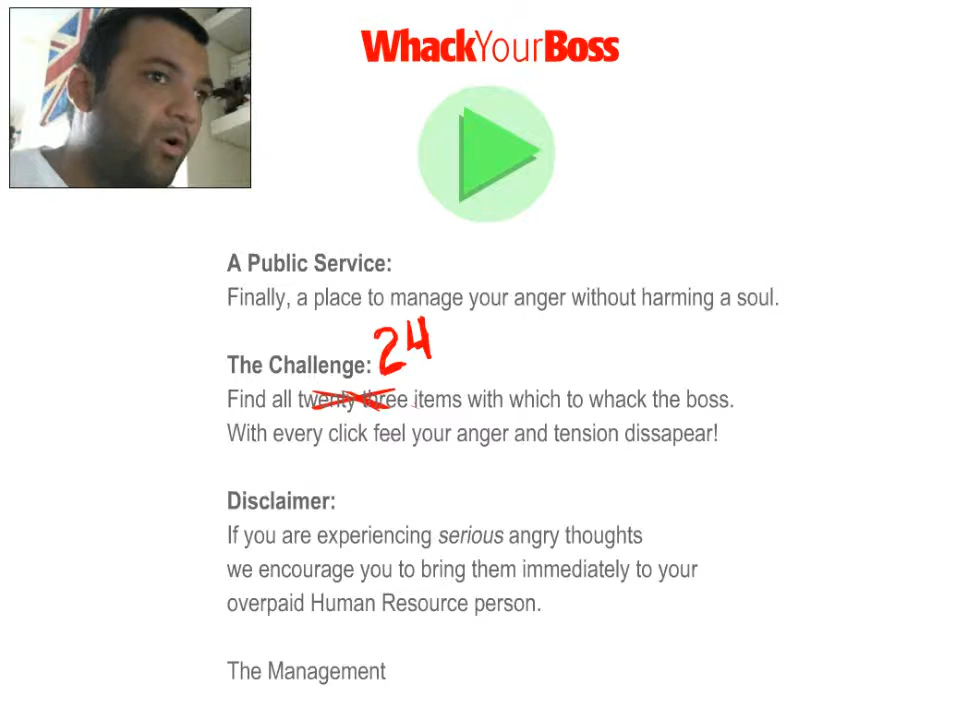 WhackYourBoss
A Public Service:
Finally, a place to manage your anger without harming a soul.
24
The Challenge:
Find all twenty three items with which to whack the boss.
With every click feel your anger and tension dissapear!
Disclaimer:
If you are experiencing serious angry thoughts
we encourage you to bring them immediately to your
overpaid Human Resource person.
The Management